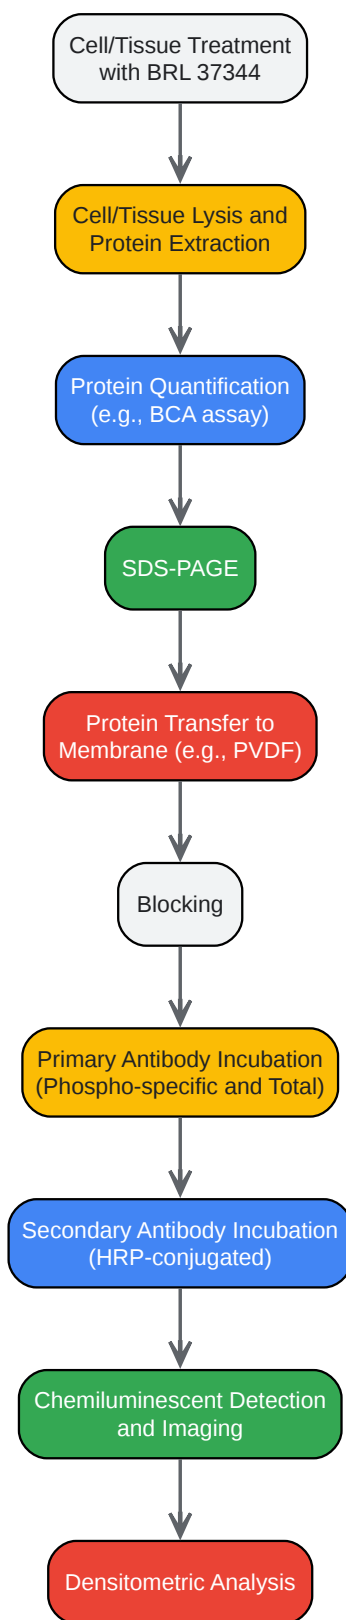 Cell/Tissue Treatment
with BRL 37344
Cell/Tissue Lysis and
Protein Extraction
Protein Quantification
(e.g., BCA assay)
SDS-PAGE
Protein Transfer to
Membrane (e.g., PVDF)
Blocking
Primary Antibody Incubation
(Phospho-specific and Total)
Secondary Antibody Incubation
(HRP-conjugated)
Chemiluminescent Detection
and Imaging
Densitometric Analysis